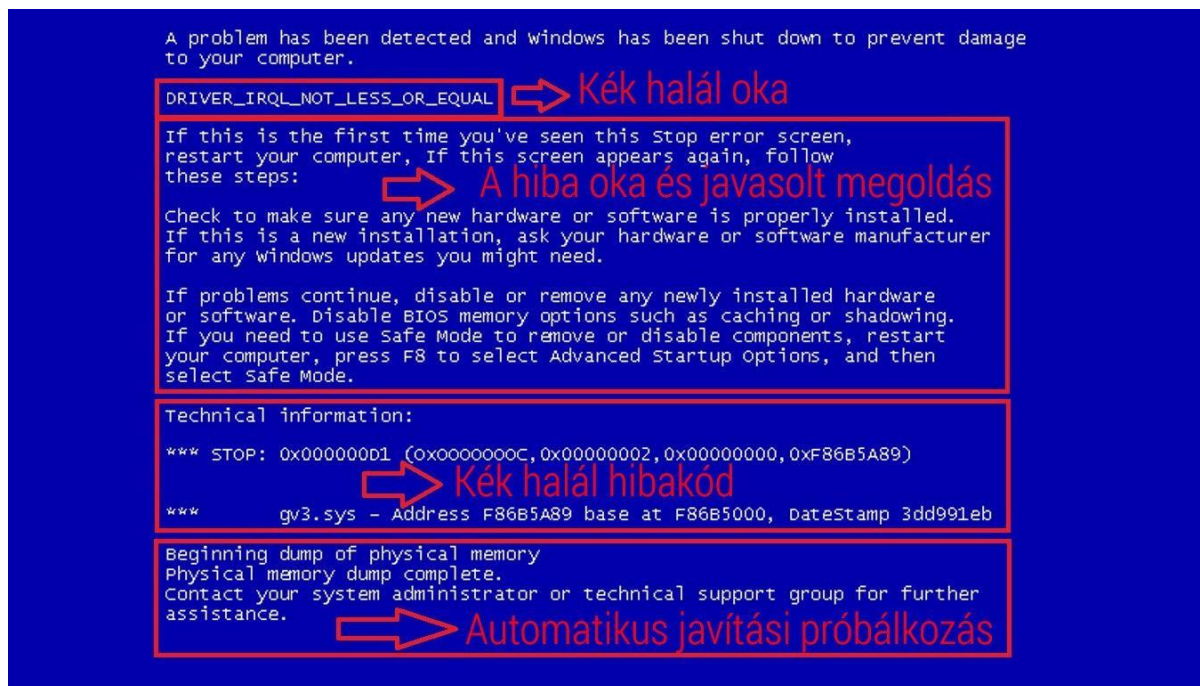 A problem has been detected and Windows has been shut down to prevent damage
to your computer.
DRIVER_IRQL_NOT_LESS_OR_EQUAL
Kék halál oka
If this is the first time you've seen this Stop error screen,
restart your computer, If this screen appears again, follow
these steps:
A hiba oka és javasolt megoldás
Check to make sure any new hardware or software is properly installed.
If this is a new installation, ask your hardware or software manufacturer
for any Windows updates you might need.
If problems continue, disable or remove any newly installed hardware
or software. Disable BIOS memory options such as caching or shadowing.
If you need to use Safe Mode to remove or disable components, restart
your computer, press F8 to select Advanced Startup Options, and then
select Safe Mode.
Technical information:
*** STOP: 0x000000D1 (0x0000000C,0x00000002,0x00000000,0xF86B5A89)
Kék halál hibakód
*** gv3.sys – Address F86B5A89 base at F86B5000, DateStamp 3dd991eb
Beginning dump of physical memory
Physical memory dump complete.
Contact your system administrator or technical support group for further
assistance.
Automatikus javítási próbálkozás